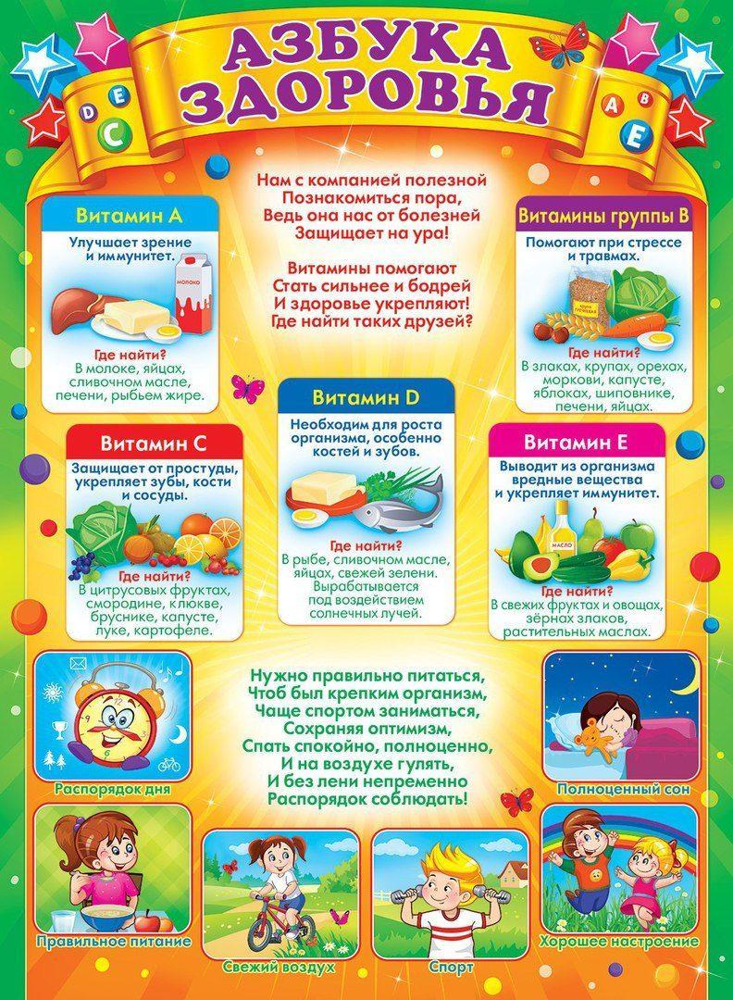 АЗБУКА
ЗДОРОВЬЯ
D
E
C
A
B
E
Нам с компанией полезной
Познакомиться пора,
Ведь она нас от болезней
Защищает на ура!
Витамины помогают
Стать сильнее и бодрей
И здоровье укрепляют!
Где найти таких друзей?
Витамин A
Улучшает зрение
и иммунитет.
МОЛОКО
Где найти?
В молоке, яйцах,
сливочном масле,
печени, рыбьем жире.
Витамины группы B
Помогают при стрессе
и травмах.
крупа
ГРЕЧНЕВАЯ
Где найти?
В злаках, крупах, орехах,
моркови, капусте,
яблоках, шиповнике,
печени, яйцах.
Витамин D
Необходим для роста
организма, особенно
костей и зубов.
Где найти?
В рыбе, сливочном масле,
яйцах, свежей зелени.
Вырабатывается
под воздействием
солнечных лучей.
Витамин C
Защищает от простуды,
укрепляет зубы, кости
и сосуды.
Где найти?
В цитрусовых фруктах,
смородине, клюкве,
бруснике, капусте,
луке, картофеле.
Витамин E
Выводит из организма
вредные вещества
и укрепляет иммунитет.
МАСЛО
Где найти?
В свежих фруктах и овощах,
зёрнах злаков,
растительных маслах.
Нужно правильно питаться,
Чтоб был крепким организм,
Чаще спортом заниматься,
Сохраняя оптимизм,
Спать спокойно, полноценно,
И на воздухе гулять,
И без лени непременно
Распорядок соблюдать!
12
3
6
9
Распорядок дня
Полноценный сон
Правильное питание
Свежий воздух
Спорт
Хорошее настроение